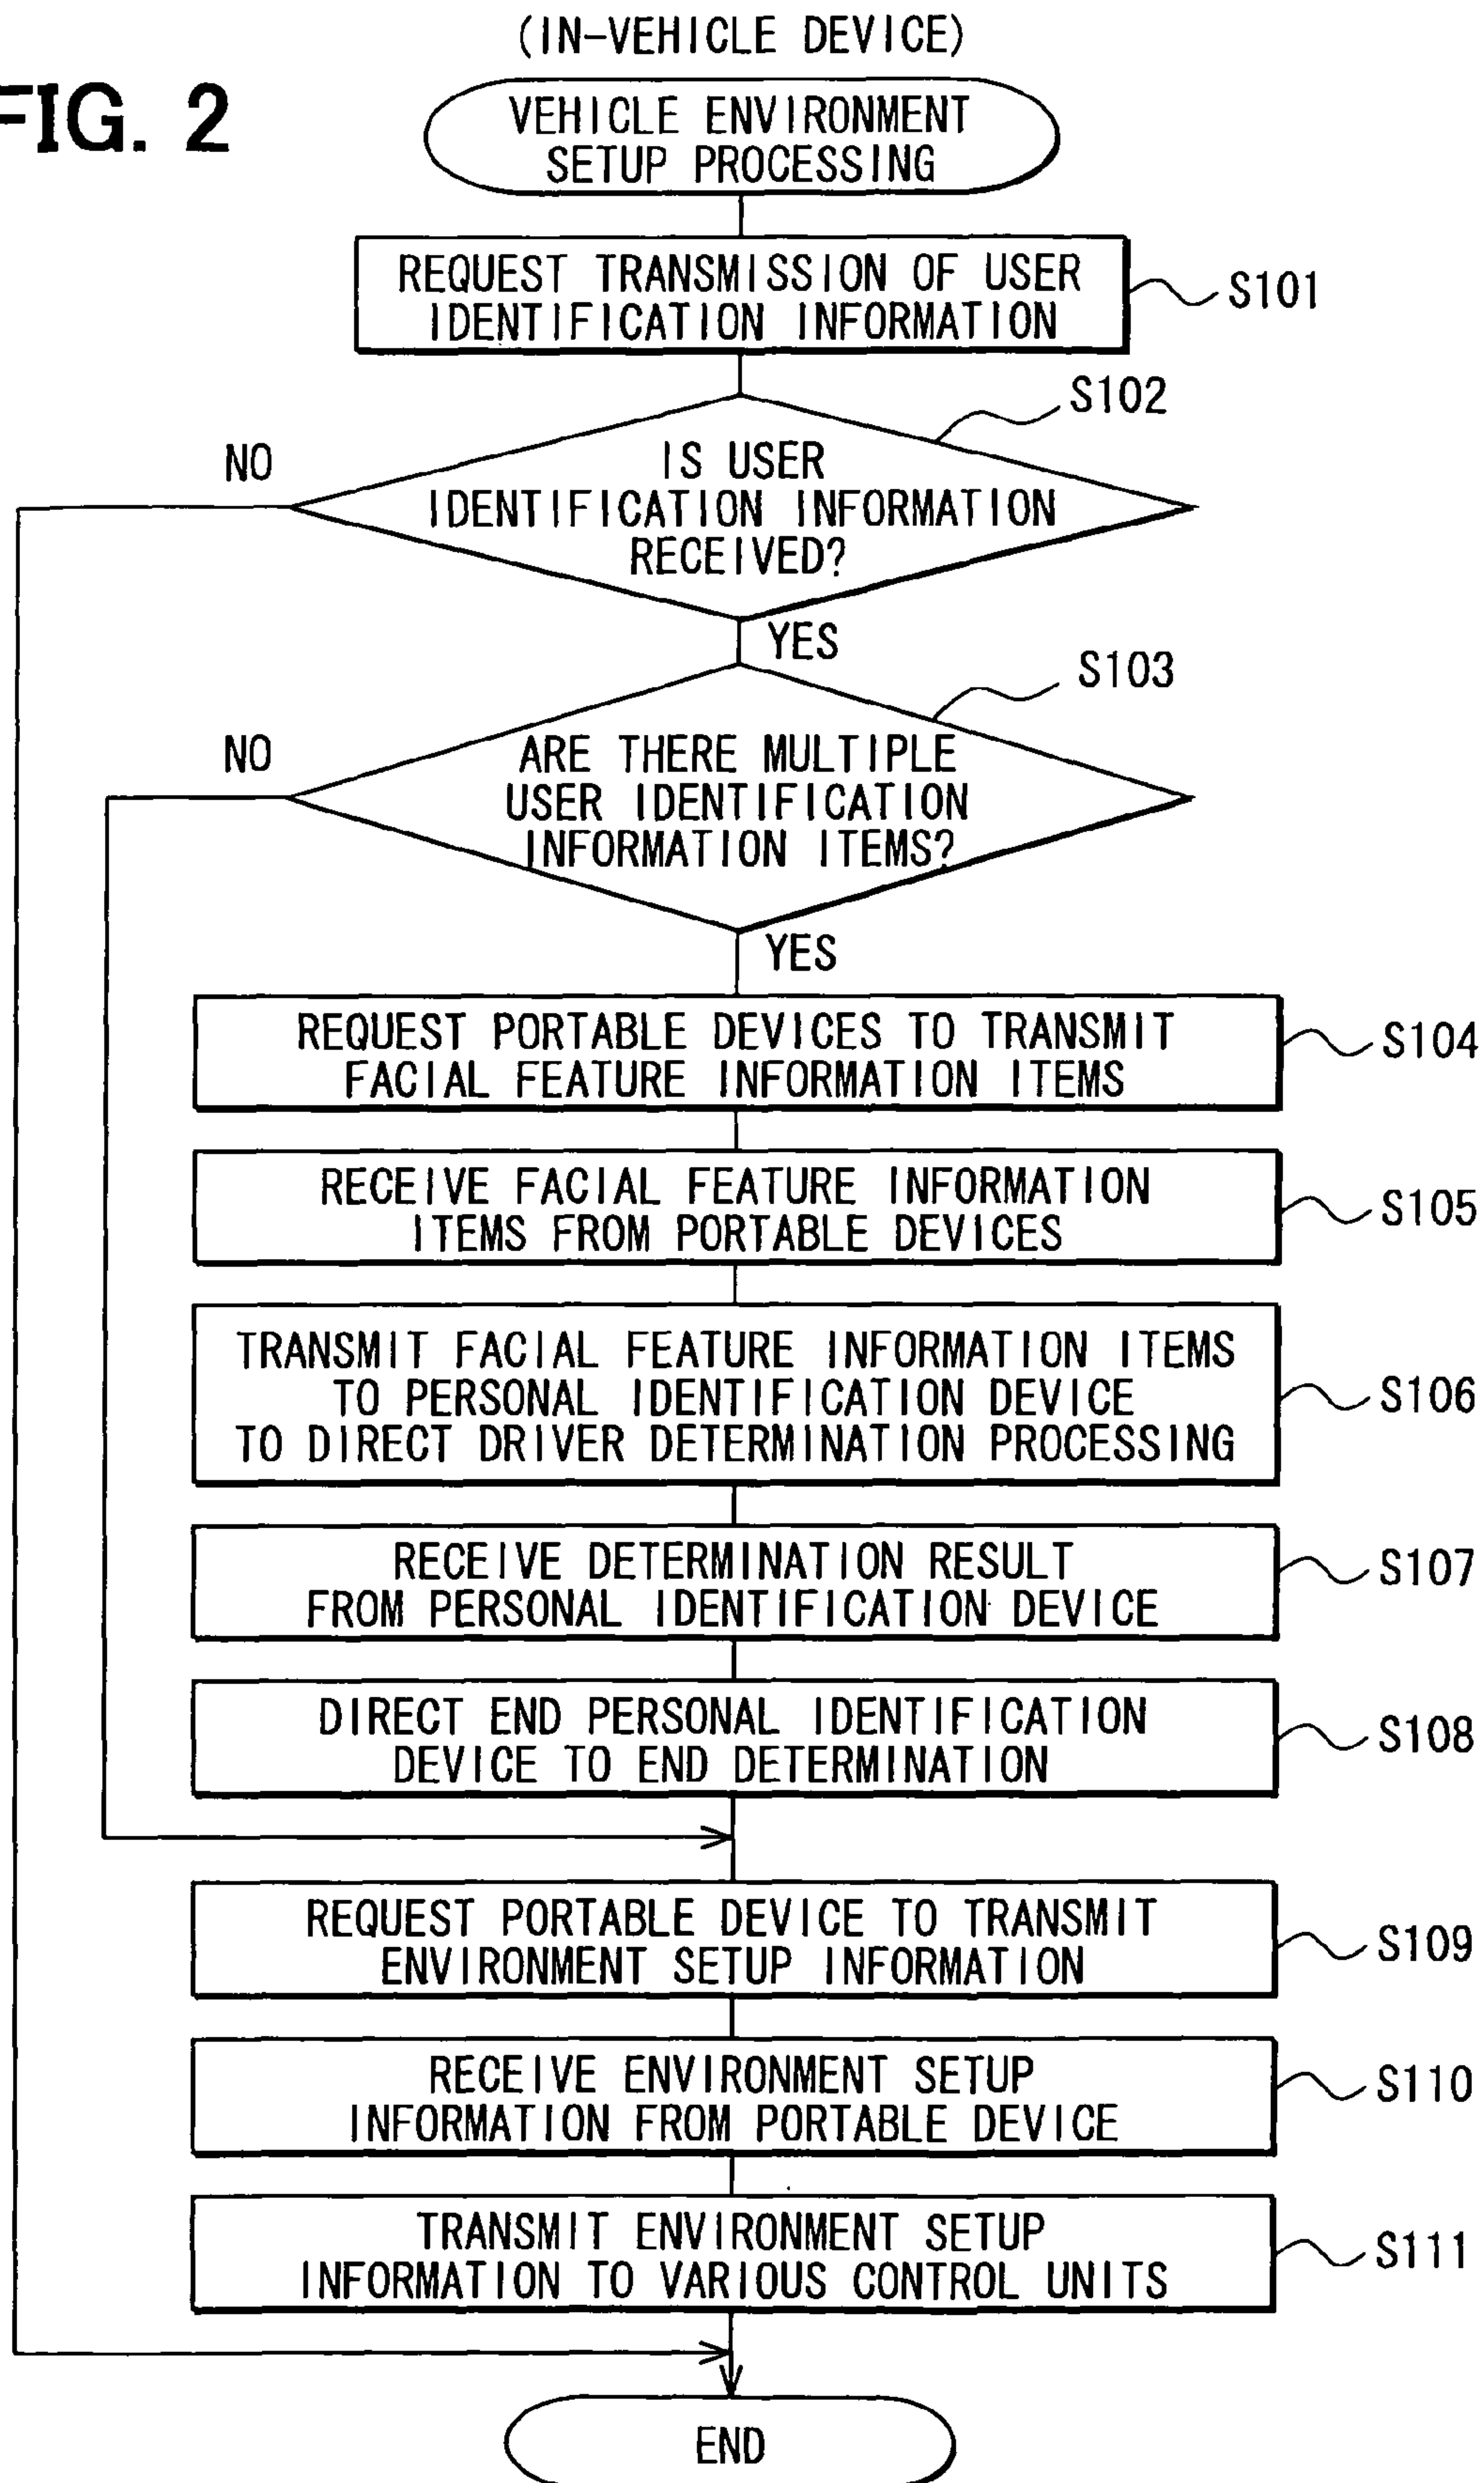 (IN-VEHICLE DEVICE)
FIG. 2
VEHICLE ENVIRONMENT
SETUP PROCESSING
REQUEST TRANSMISSION OF USER
IDENTIFICATION INFORMATION
S101
S102
NO
IS USER
IDENTIFICATION INFORMATION
RECEIVED?
YES
S103
NO
ARE THERE MULTIPLE
USER IDENTIFICATION
INFORMATION ITEMS?
YES
REQUEST PORTABLE DEVICES TO TRANSMIT
FACIAL FEATURE INFORMATION ITEMS
S104
RECEIVE FACIAL FEATURE INFORMATION
ITEMS FROM PORTABLE DEVICES
S105
TRANSMIT FACIAL FEATURE INFORMATION ITEMS
TO PERSONAL IDENTIFICATION DEVICE
TO DIRECT DRIVER DETERMINATION PROCESSING
S106
RECEIVE DETERMINATION RESULT
FROM PERSONAL IDENTIFICATION DEVICE
S107
DIRECT END PERSONAL IDENTIFICATION
DEVICE TO END DETERMINATION
S108
REQUEST PORTABLE DEVICE TO TRANSMIT
ENVIRONMENT SETUP INFORMATION
S109
RECEIVE ENVIRONMENT SETUP
INFORMATION FROM PORTABLE DEVICE
S110
TRANSMIT ENVIRONMENT SETUP
INFORMATION TO VARIOUS CONTROL UNITS
S111
END